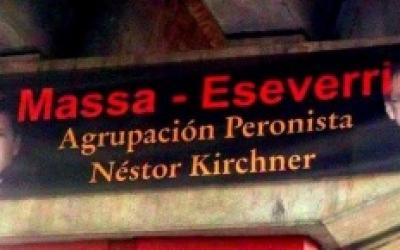 Massa - Eseverri
Agrupación Peronista
Néstor Kirchner